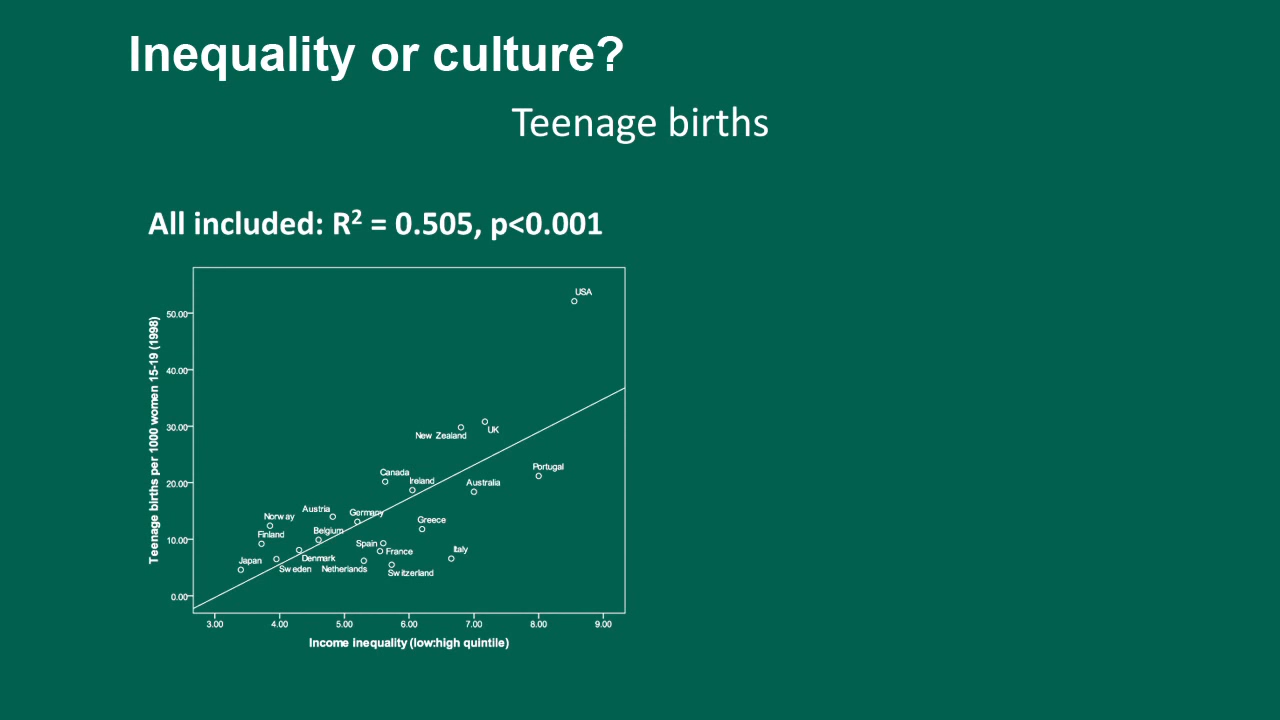 Inequality or culture?
Teenage births
All included: R² = 0.505, p<0.001
USA
50.00
40.00
30.00
New Zealand
UK
Canada
Ireland
Portugal
Australia
20.00
Norway
Austria
Germany
Greece
Finland
Belgium
10.00
Spain
France
Italy
Japan
Sweden
Denmark
Netherlands
Switzerland
0.00
Teenage births per 1000 women 15-19 (1998)
3.00 4.00 5.00 6.00 7.00 8.00 9.00
Income inequality (low:high quintile)